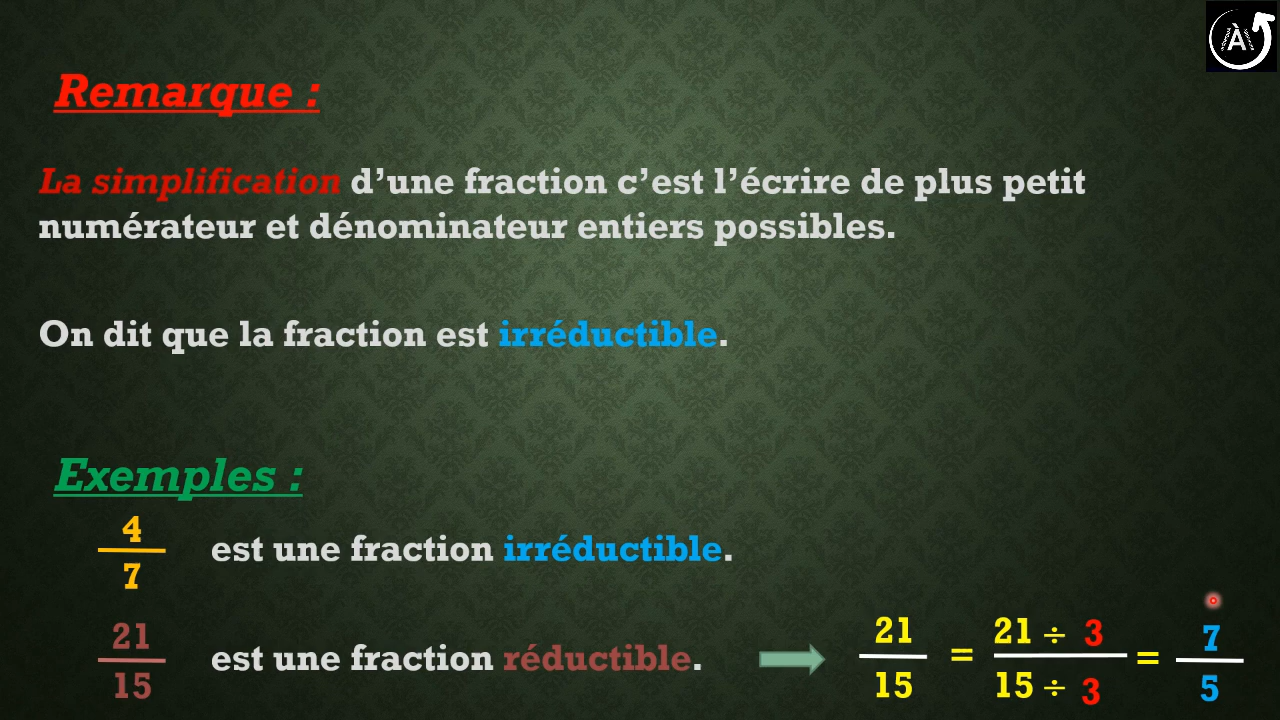 À
Remarque :
La simplification d’une fraction c’est l’écrire de plus petit
numérateur et dénominateur entiers possibles.
On dit que la fraction est irréductible.
Exemples :
4
7
est une fraction irréductible.
21
15
est une fraction réductible.
21
15
=
21 ÷ 3
15 ÷ 3
=
7
5